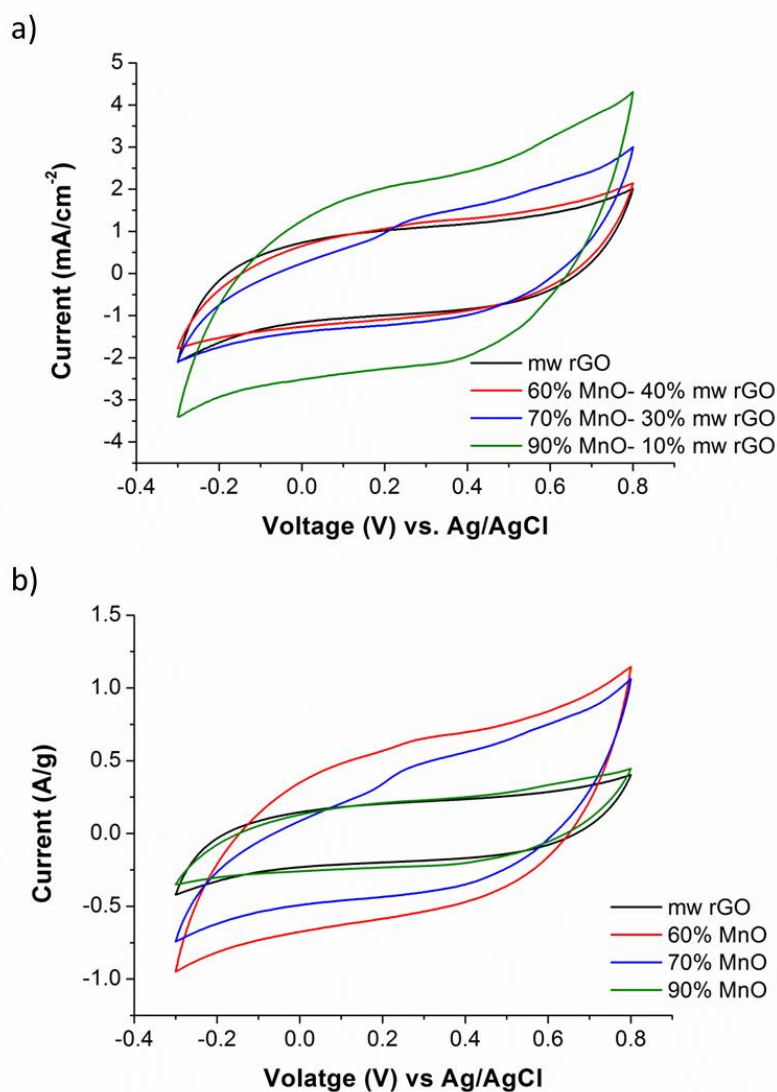 a)
5
4
3
2
1
0
-1
-2
-3
-4
Current (mA/cm⁻²)
mw rGO
60% MnO- 40% mw rGO
70% MnO- 30% mw rGO
90% MnO- 10% mw rGO
-0.4 -0.2 0.0 0.2 0.4 0.6 0.8
Voltage (V) vs. Ag/AgCl
b)
1.5
1.0
0.5
0.0
-0.5
-1.0
Current (A/g)
mw rGO
60% MnO
70% MnO
90% MnO
-0.4 -0.2 0.0 0.2 0.4 0.6 0.8
Volatge (V) vs Ag/AgCl